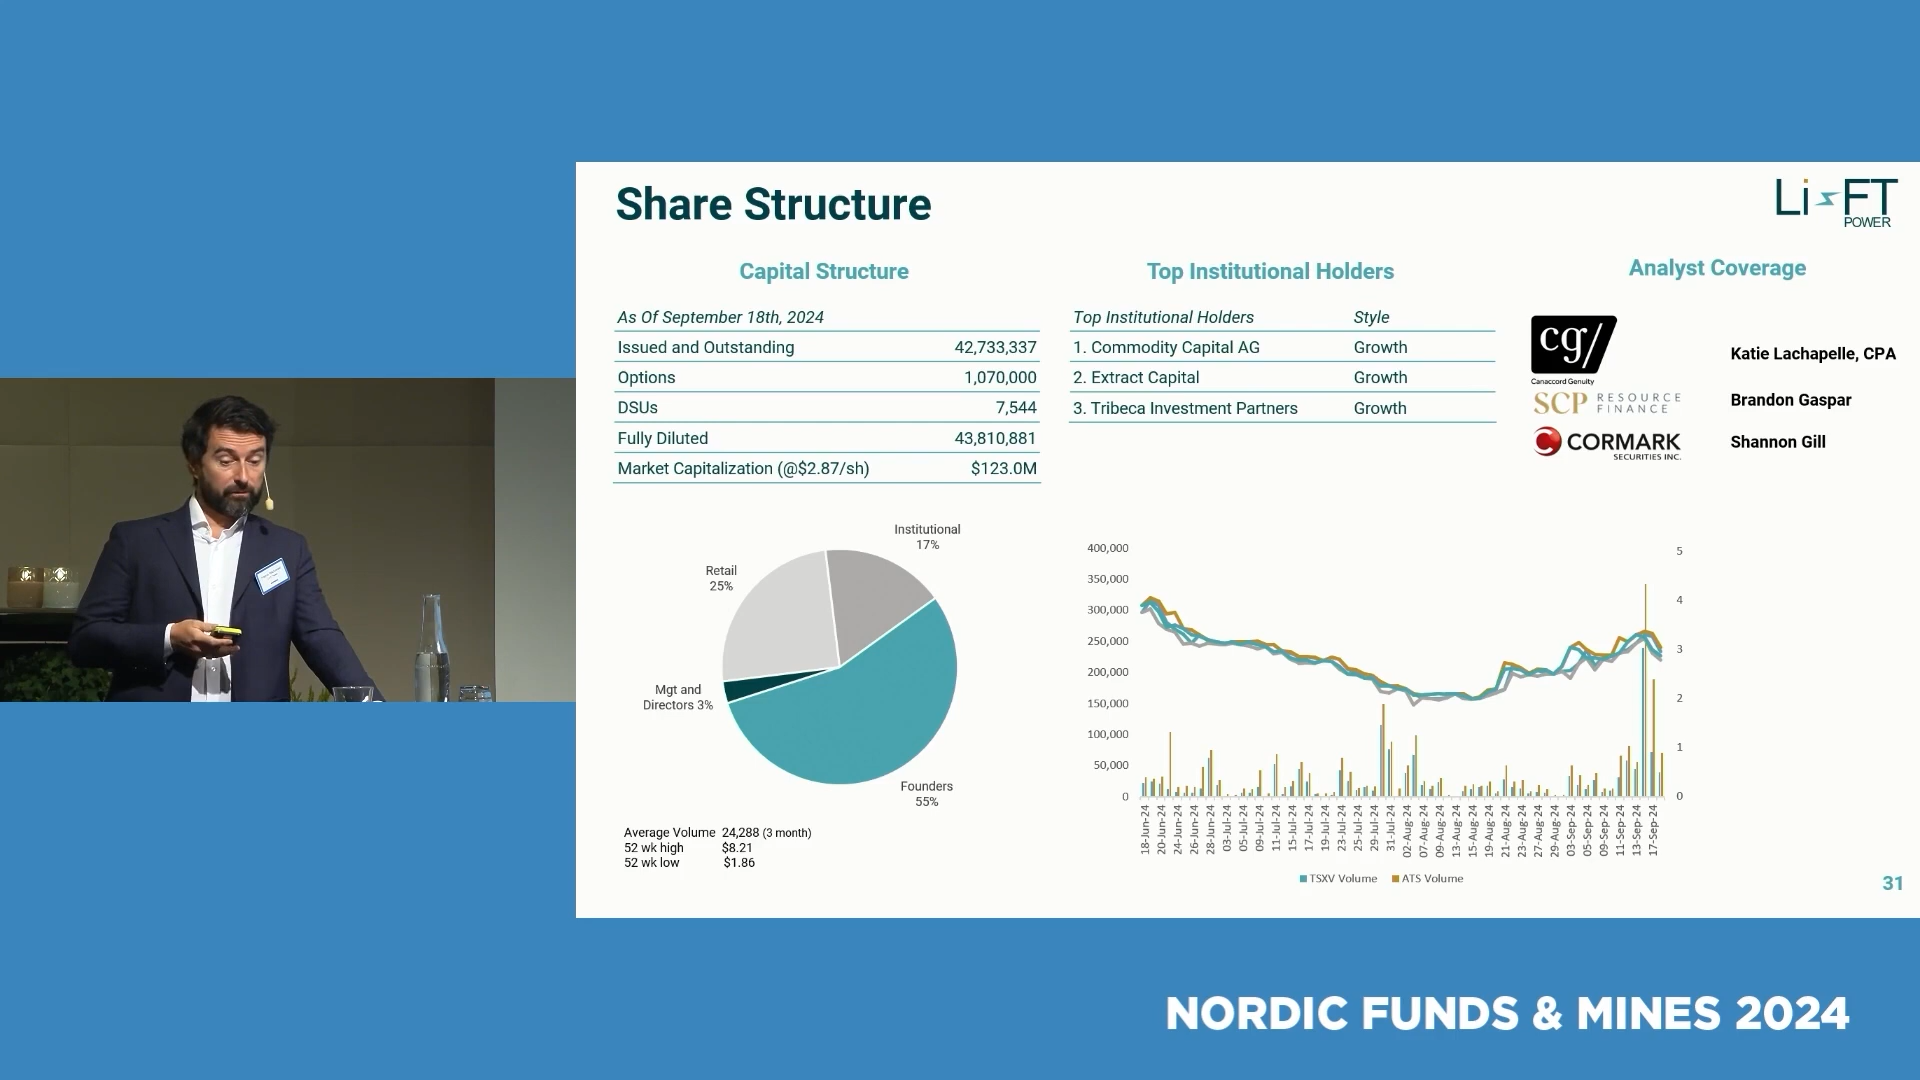 Share Structure
Li FT
POWER
Capital Structure
As Of September 18th, 2024
Issued and Outstanding 42,733,337
Options 1,070,000
DSUs 7,544
Fully Diluted 43,810,881
Market Capitalization (@$2.87/sh) $123.0M
Top Institutional Holders
Top Institutional Holders Style
1. Commodity Capital AG Growth
2. Extract Capital Growth
3. Tribeca Investment Partners Growth
Analyst Coverage
cg/
Canaccord Genuity
Katie Lachapelle, CPA
SCP RESOURCE
FINANCE
Brandon Gaspar
CORMARK
SECURITIES INC.
Shannon Gill
Institutional
17%
Retail
25%
Mgt and
Directors 3%
Founders
55%
Average Volume 24,288 (3 month)
52 wk high $8.21
52 wk low $1.86
400,000
350,000
300,000
250,000
200,000
150,000
100,000
50,000
0
5
4
3
2
1
0
18-Jun-24
20-Jun-24
24-Jun-24
26-Jun-24
28-Jun-24
03-Jul-24
05-Jul-24
09-Jul-24
11-Jul-24
15-Jul-24
17-Jul-24
19-Jul-24
23-Jul-24
25-Jul-24
29-Jul-24
31-Jul-24
02-Aug-24
07-Aug-24
09-Aug-24
13-Aug-24
15-Aug-24
19-Aug-24
21-Aug-24
23-Aug-24
27-Aug-24
29-Aug-24
03-Sep-24
05-Sep-24
09-Sep-24
11-Sep-24
13-Sep-24
17-Sep-24
TSXV Volume ATS Volume
31
NORDIC FUNDS & MINES 2024